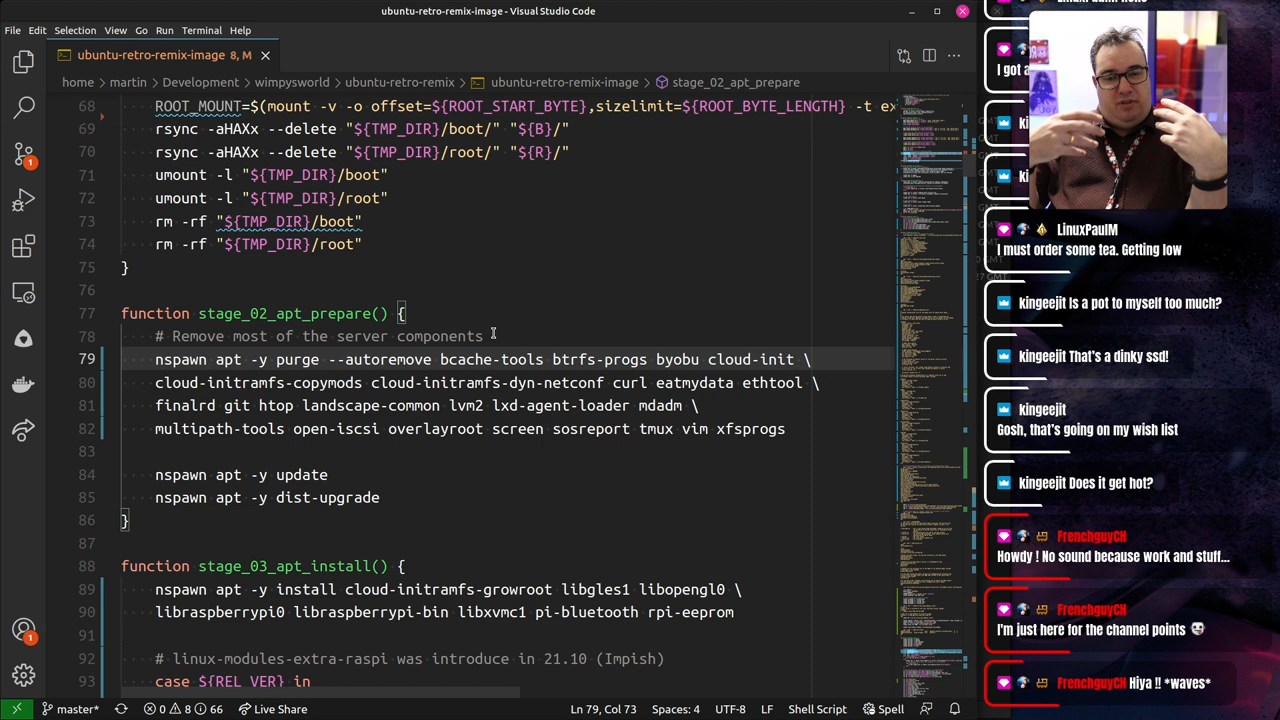 ubuntu-retro-remix-image - Visual Studio Code
File Edit Selection View Go Run Terminal Help
ubuntu-retro-remix-image 8, M
home martin Development wimpysworld ubuntu-retro-remix ubuntu-retro-remix-image stage_02_apt_prepare
68 ROOT_MOUNT=$(mount -v -o offset=${ROOT_START_BYTE},sizelimit=${ROOT_BYTE_LENGTH} -t ex
69 rsync -aHAXx --delete "${TMP_DIR}/boot/" "${B}/"
70 rsync -aHAXx --delete "${TMP_DIR}/root/" "${R}/"
71 umount -l "${TMP_DIR}/boot"
72 umount -l "${TMP_DIR}/root"
73 rm -rf "${TMP_DIR}/boot"
74 rm -rf "${TMP_DIR}/root"
75 }
76
77 function stage_02_apt_prepare() {
78 # Remove most of the server components
79 nspawn apt -y purge --autoremove bcache-tools btrfs-progs byobu cloud-init \
80 cloud-initramfs-copymods cloud-initramfs-dyn-netconf curl eatmydata ethtool \
81 finalrd git htop landscape-common lvm2 lxd-agent-loader mdadm \
82 multipath-tools open-iscsi overlayroot screen sosreport tmux vim xfsprogs
83
84 nspawn apt -y update
85 nspawn apt -y dist-upgrade
86 }
87
88 function stage_03_apt_install() {
89 nspawn apt -y install cloud-initramfs-growroot libgles1 libopengl0 \
90 libraspberrypi0 libraspberrypi-bin libxvmc1 pi-bluetooth rpi-eeprom
91
92 # linux-modules-extra-raspi was introduce in 21.10 (Impish)
93 case ${RELVER} in
master* 0 8 0 Live Share Ln 79, Col 73 Spaces: 4 UTF-8 LF Shell Script Spell
I got a
LinuxPaulM
I must order some tea. Getting low
kingeejit Is a pot to myself too much?
kingeejit That's a dinky ssd!
kingeejit
Gosh, that's going on my wish list
kingeejit Does it get hot?
FrenchguyCH
Howdy ! No sound because work and stuff...
FrenchguyCH
I'm just here for the channel points
FrenchguyCH Hiya !! *waves*